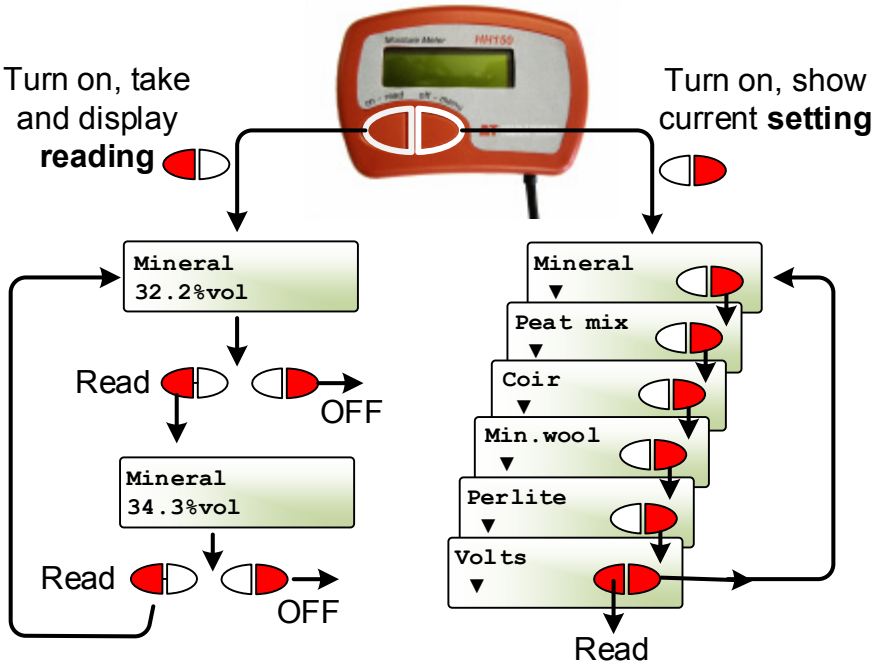 Moisture Meter HH150
on - read off - menu
Turn on, take
and display
reading
Turn on, show
current setting
Mineral
32.2%vol
Read
OFF
Mineral
34.3%vol
Read
OFF
Mineral
Peat mix
Coir
Min.wool
Perlite
Volts
Read